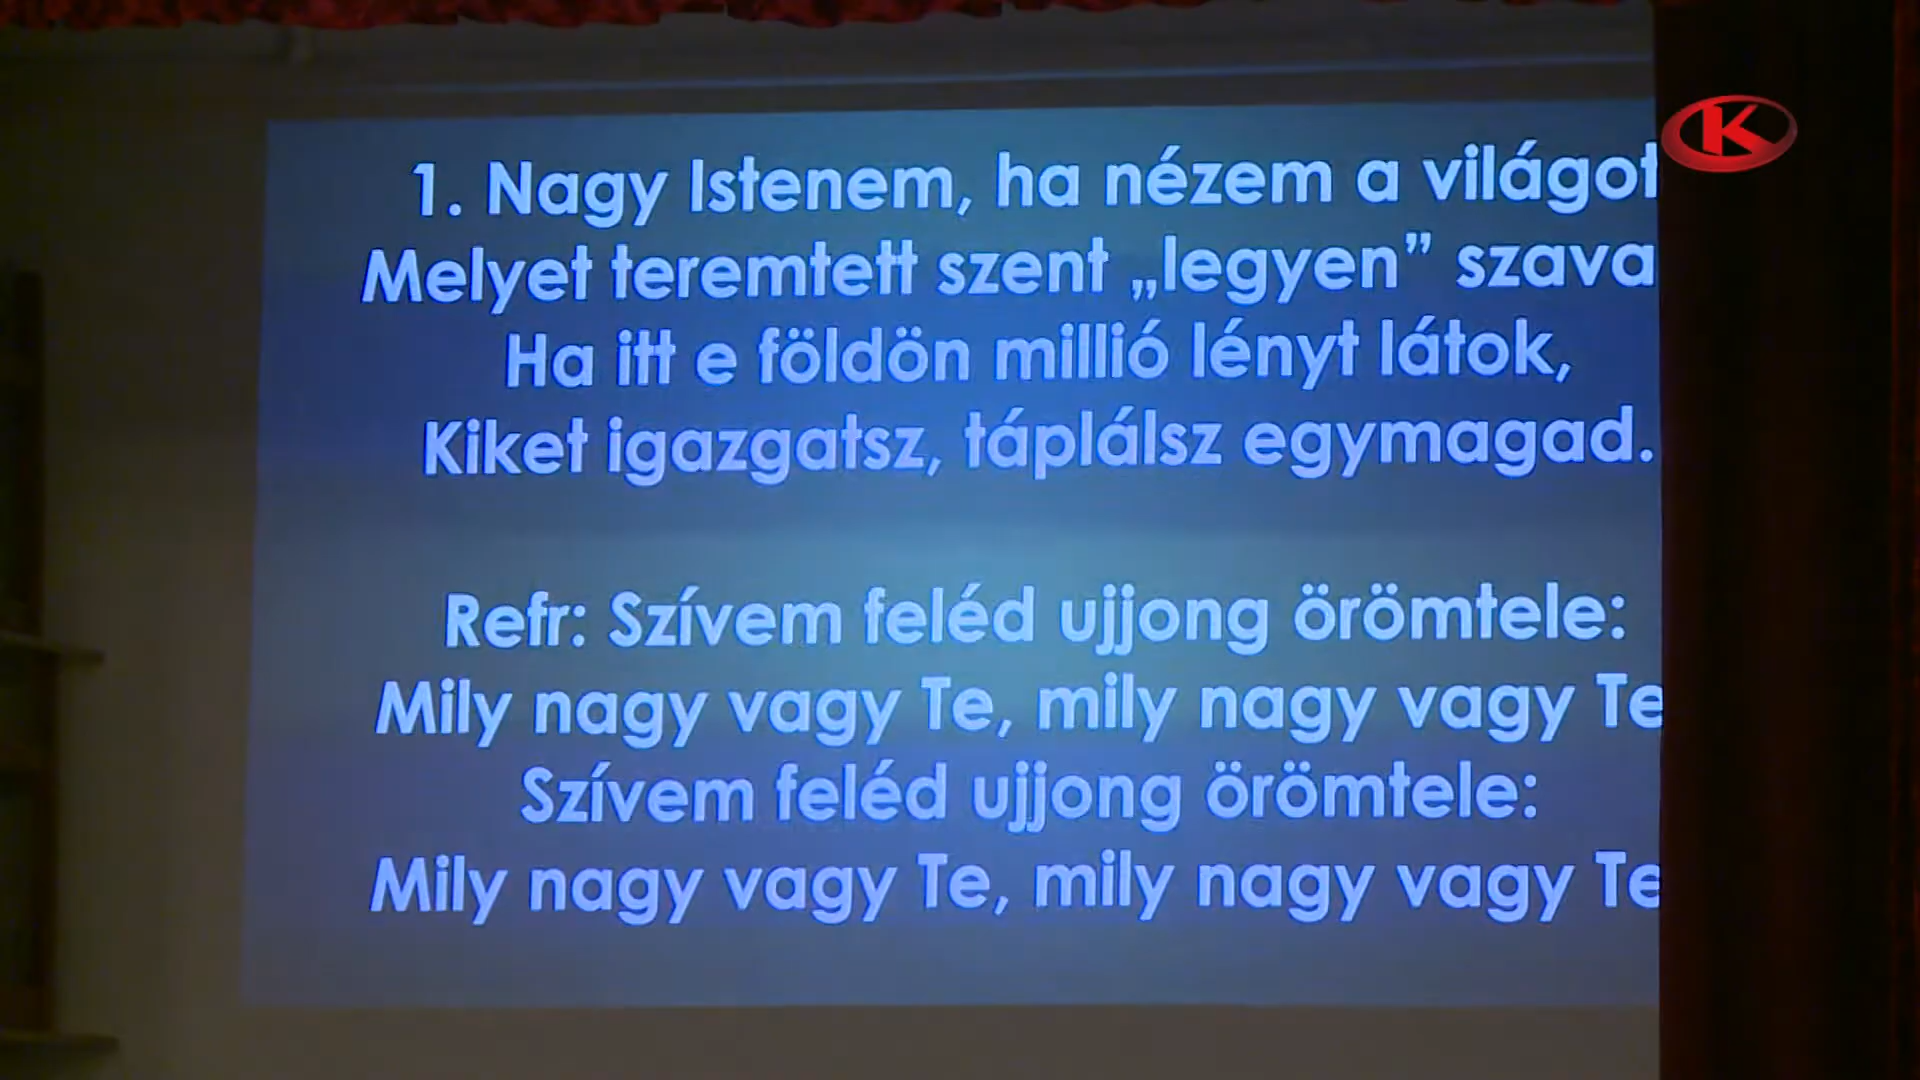 1. Nagy Istenem, ha nézem a világot
Melyet teremtett szent „legyen” szava
Ha itt e földön millió lényt látok,
Kiket igazgatsz, táplálsz egymagad.
Refr: Szívem feléd ujjong örömtele:
Mily nagy vagy Te, mily nagy vagy Te
Szívem feléd ujjong örömtele:
Mily nagy vagy Te, mily nagy vagy Te
K